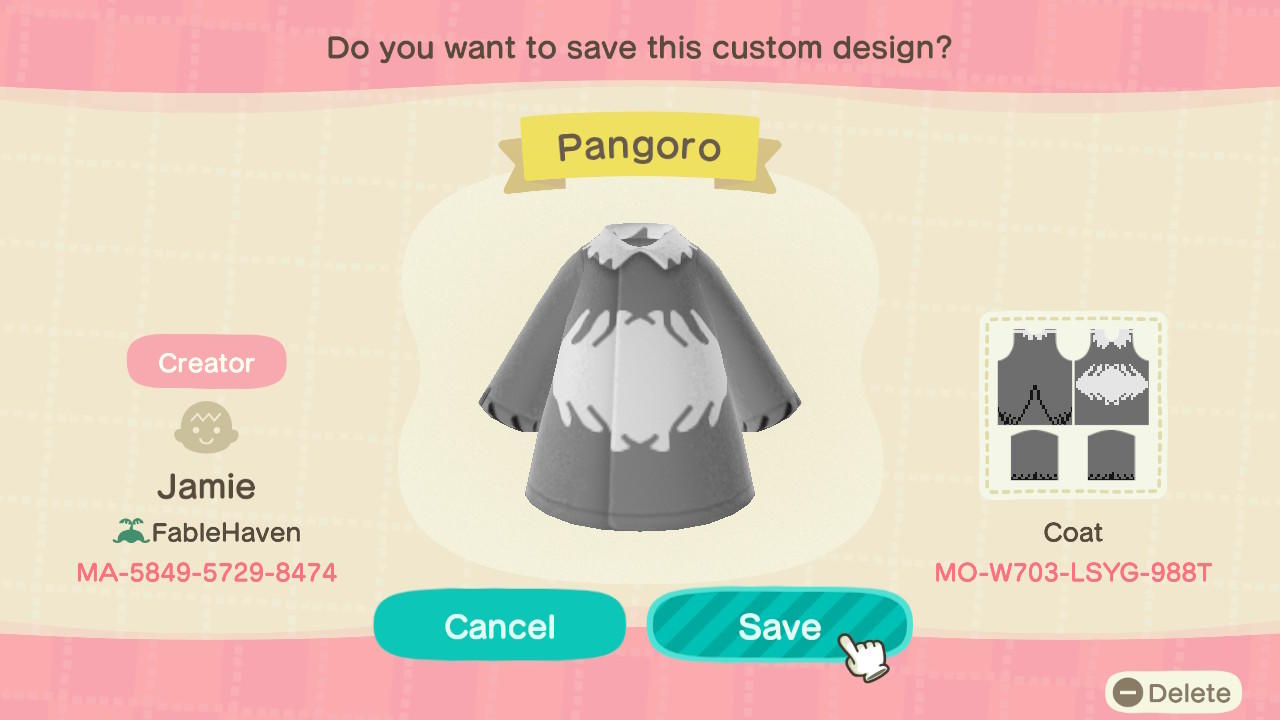 Do you want to save this custom design?
Pangoro
Creator
Jamie
FableHaven
MA-5849-5729-8474
Coat
MO-W703-LSYG-988T
Cancel
Save
Delete